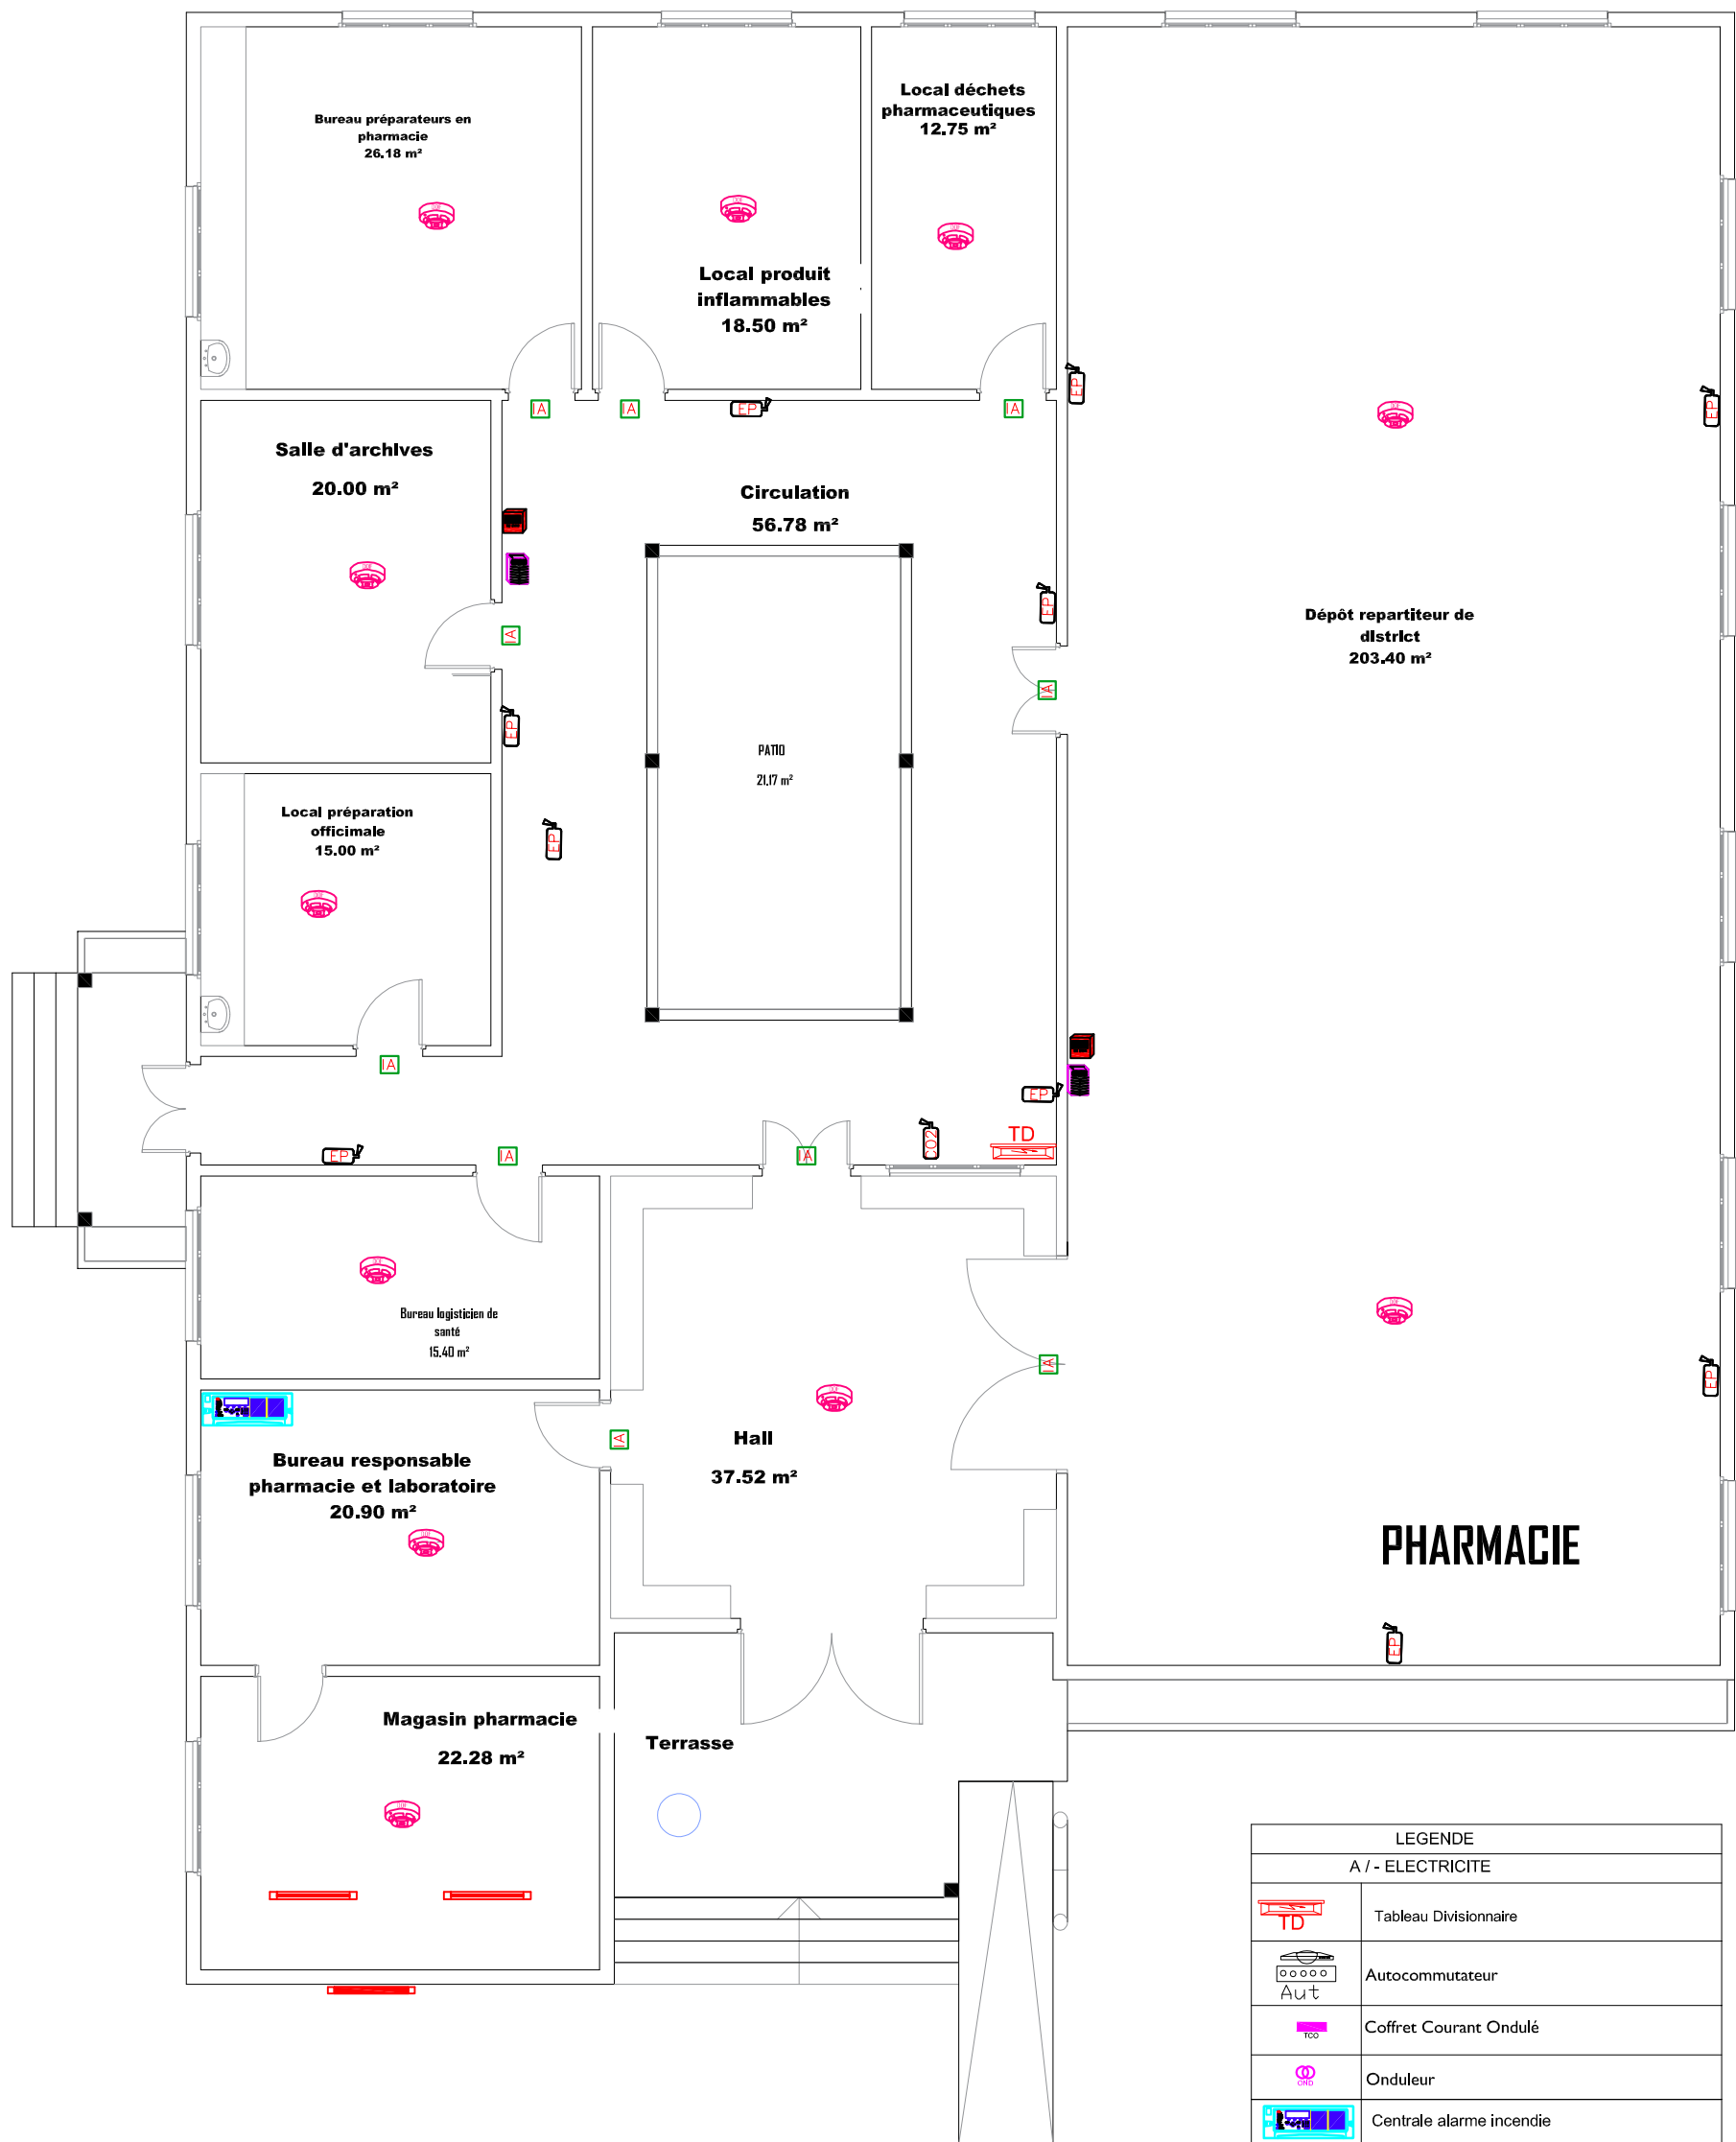 Bureau préparateurs en
pharmacie
26.18 m²
Local déchets
pharmaceutiques
12.75 m²
Local produit
inflammables
18.50 m²
EP
EP
IA
IA
EP
IA
Salle d'archives
20.00 m²
Circulation
56.78 m²
EP
Dépôt repartiteur de
district
203.40 m²
IA
IA
EP
PATIO
21.17 m²
Local préparation
officimale
15.00 m²
EP
IA
EP
TD
CO2
EP
IA
IA
Bureau logisticien de
santé
15.40 m²
IA
EP
IA
Hall
37.52 m²
Bureau responsable
pharmacie et laboratoire
20.90 m²
PHARMACIE
EP
Magasin pharmacie
22.28 m²
Terrasse
LEGENDE
A / - ELECTRICITE
TD
Tableau Divisionnaire
Autocommutateur
Aut
Coffret Courant Ondulé
TCO
Onduleur
OND
Centrale alarme incendie